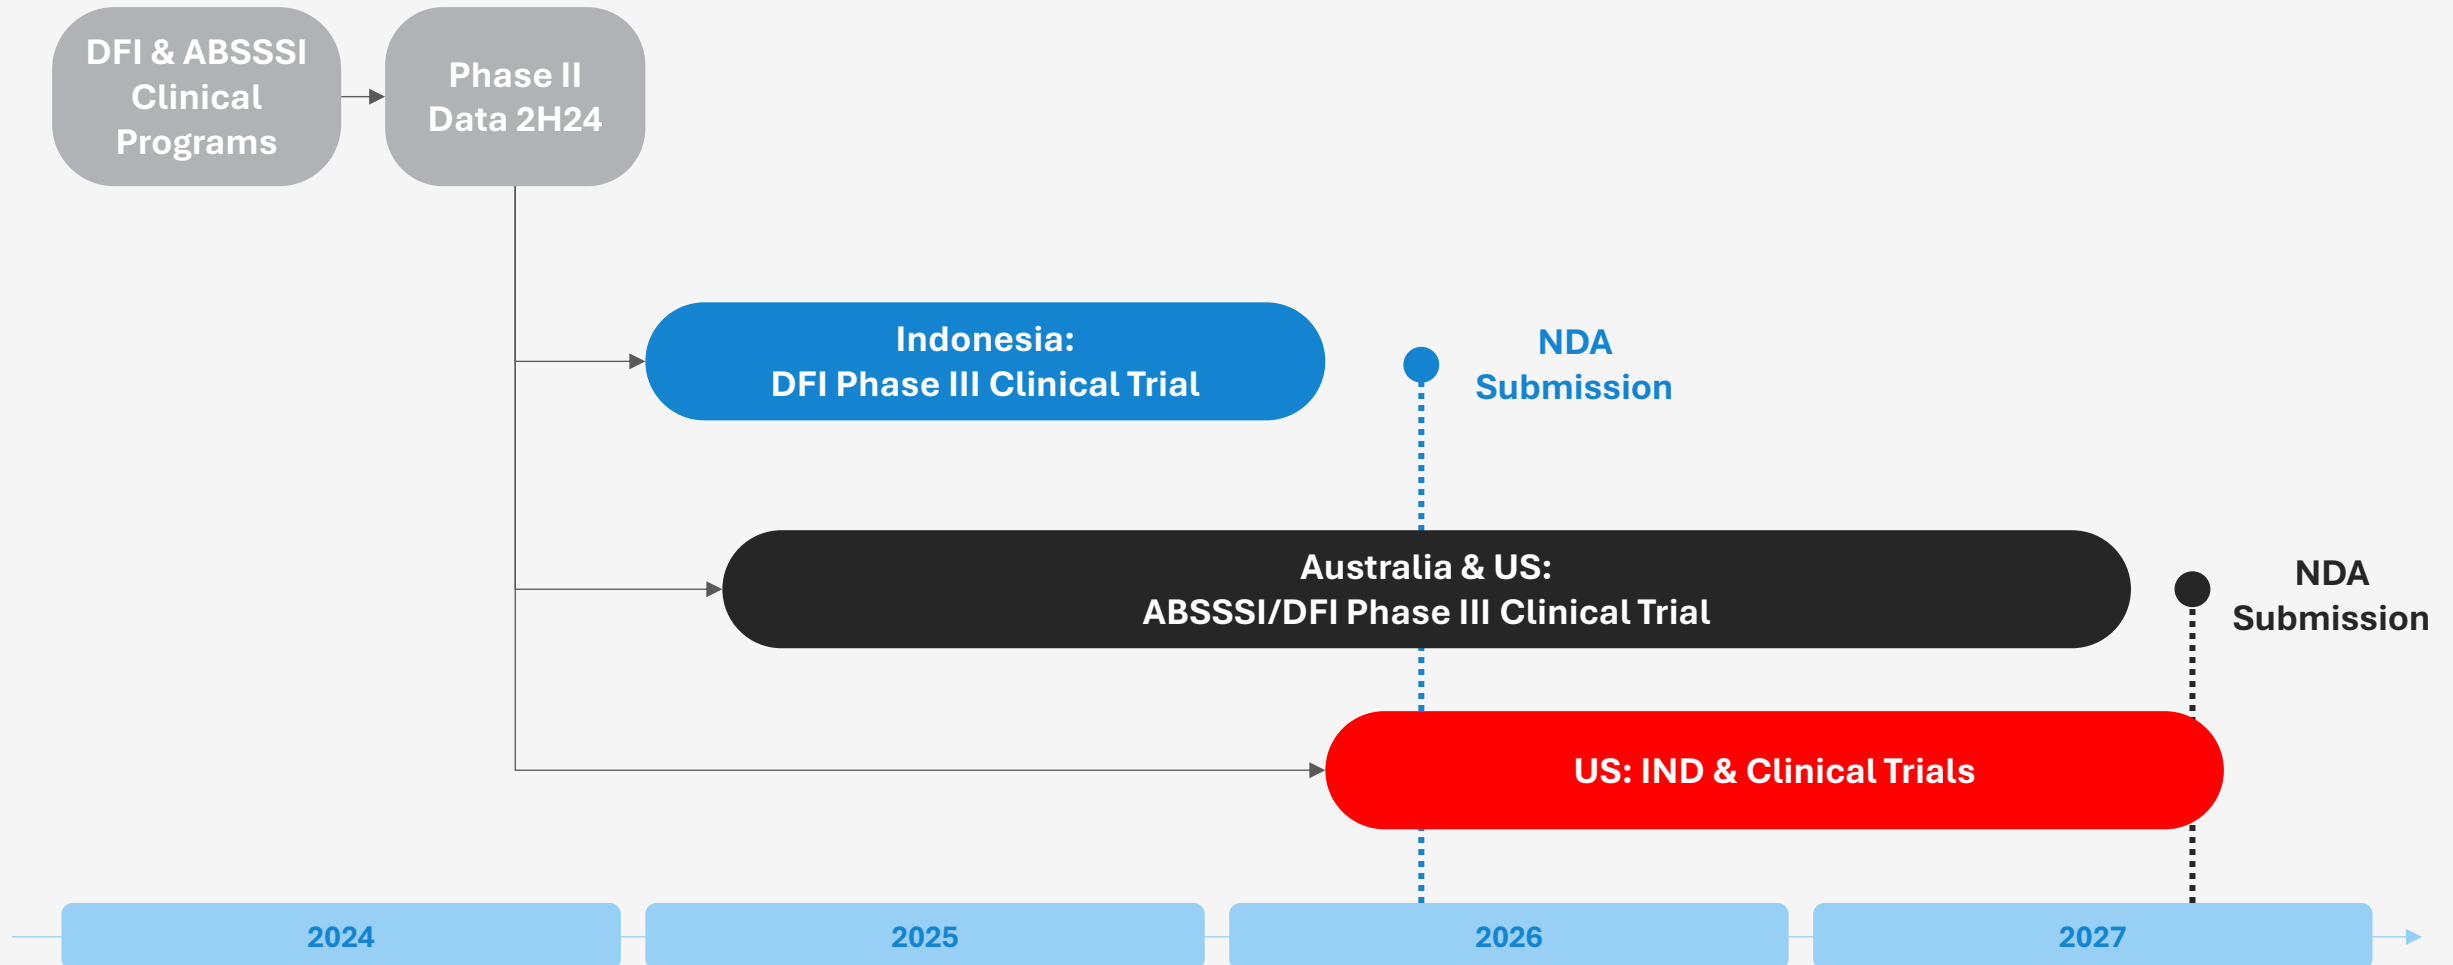 DFI & ABSSSI
Clinical
Programs
Phase II
Data 2H24
Indonesia:
DFI Phase III Clinical Trial
NDA
Submission
Australia & US:
ABSSSI/DFI Phase III Clinical Trial
NDA
Submission
US: IND & Clinical Trials
2024
2025
2026
2027